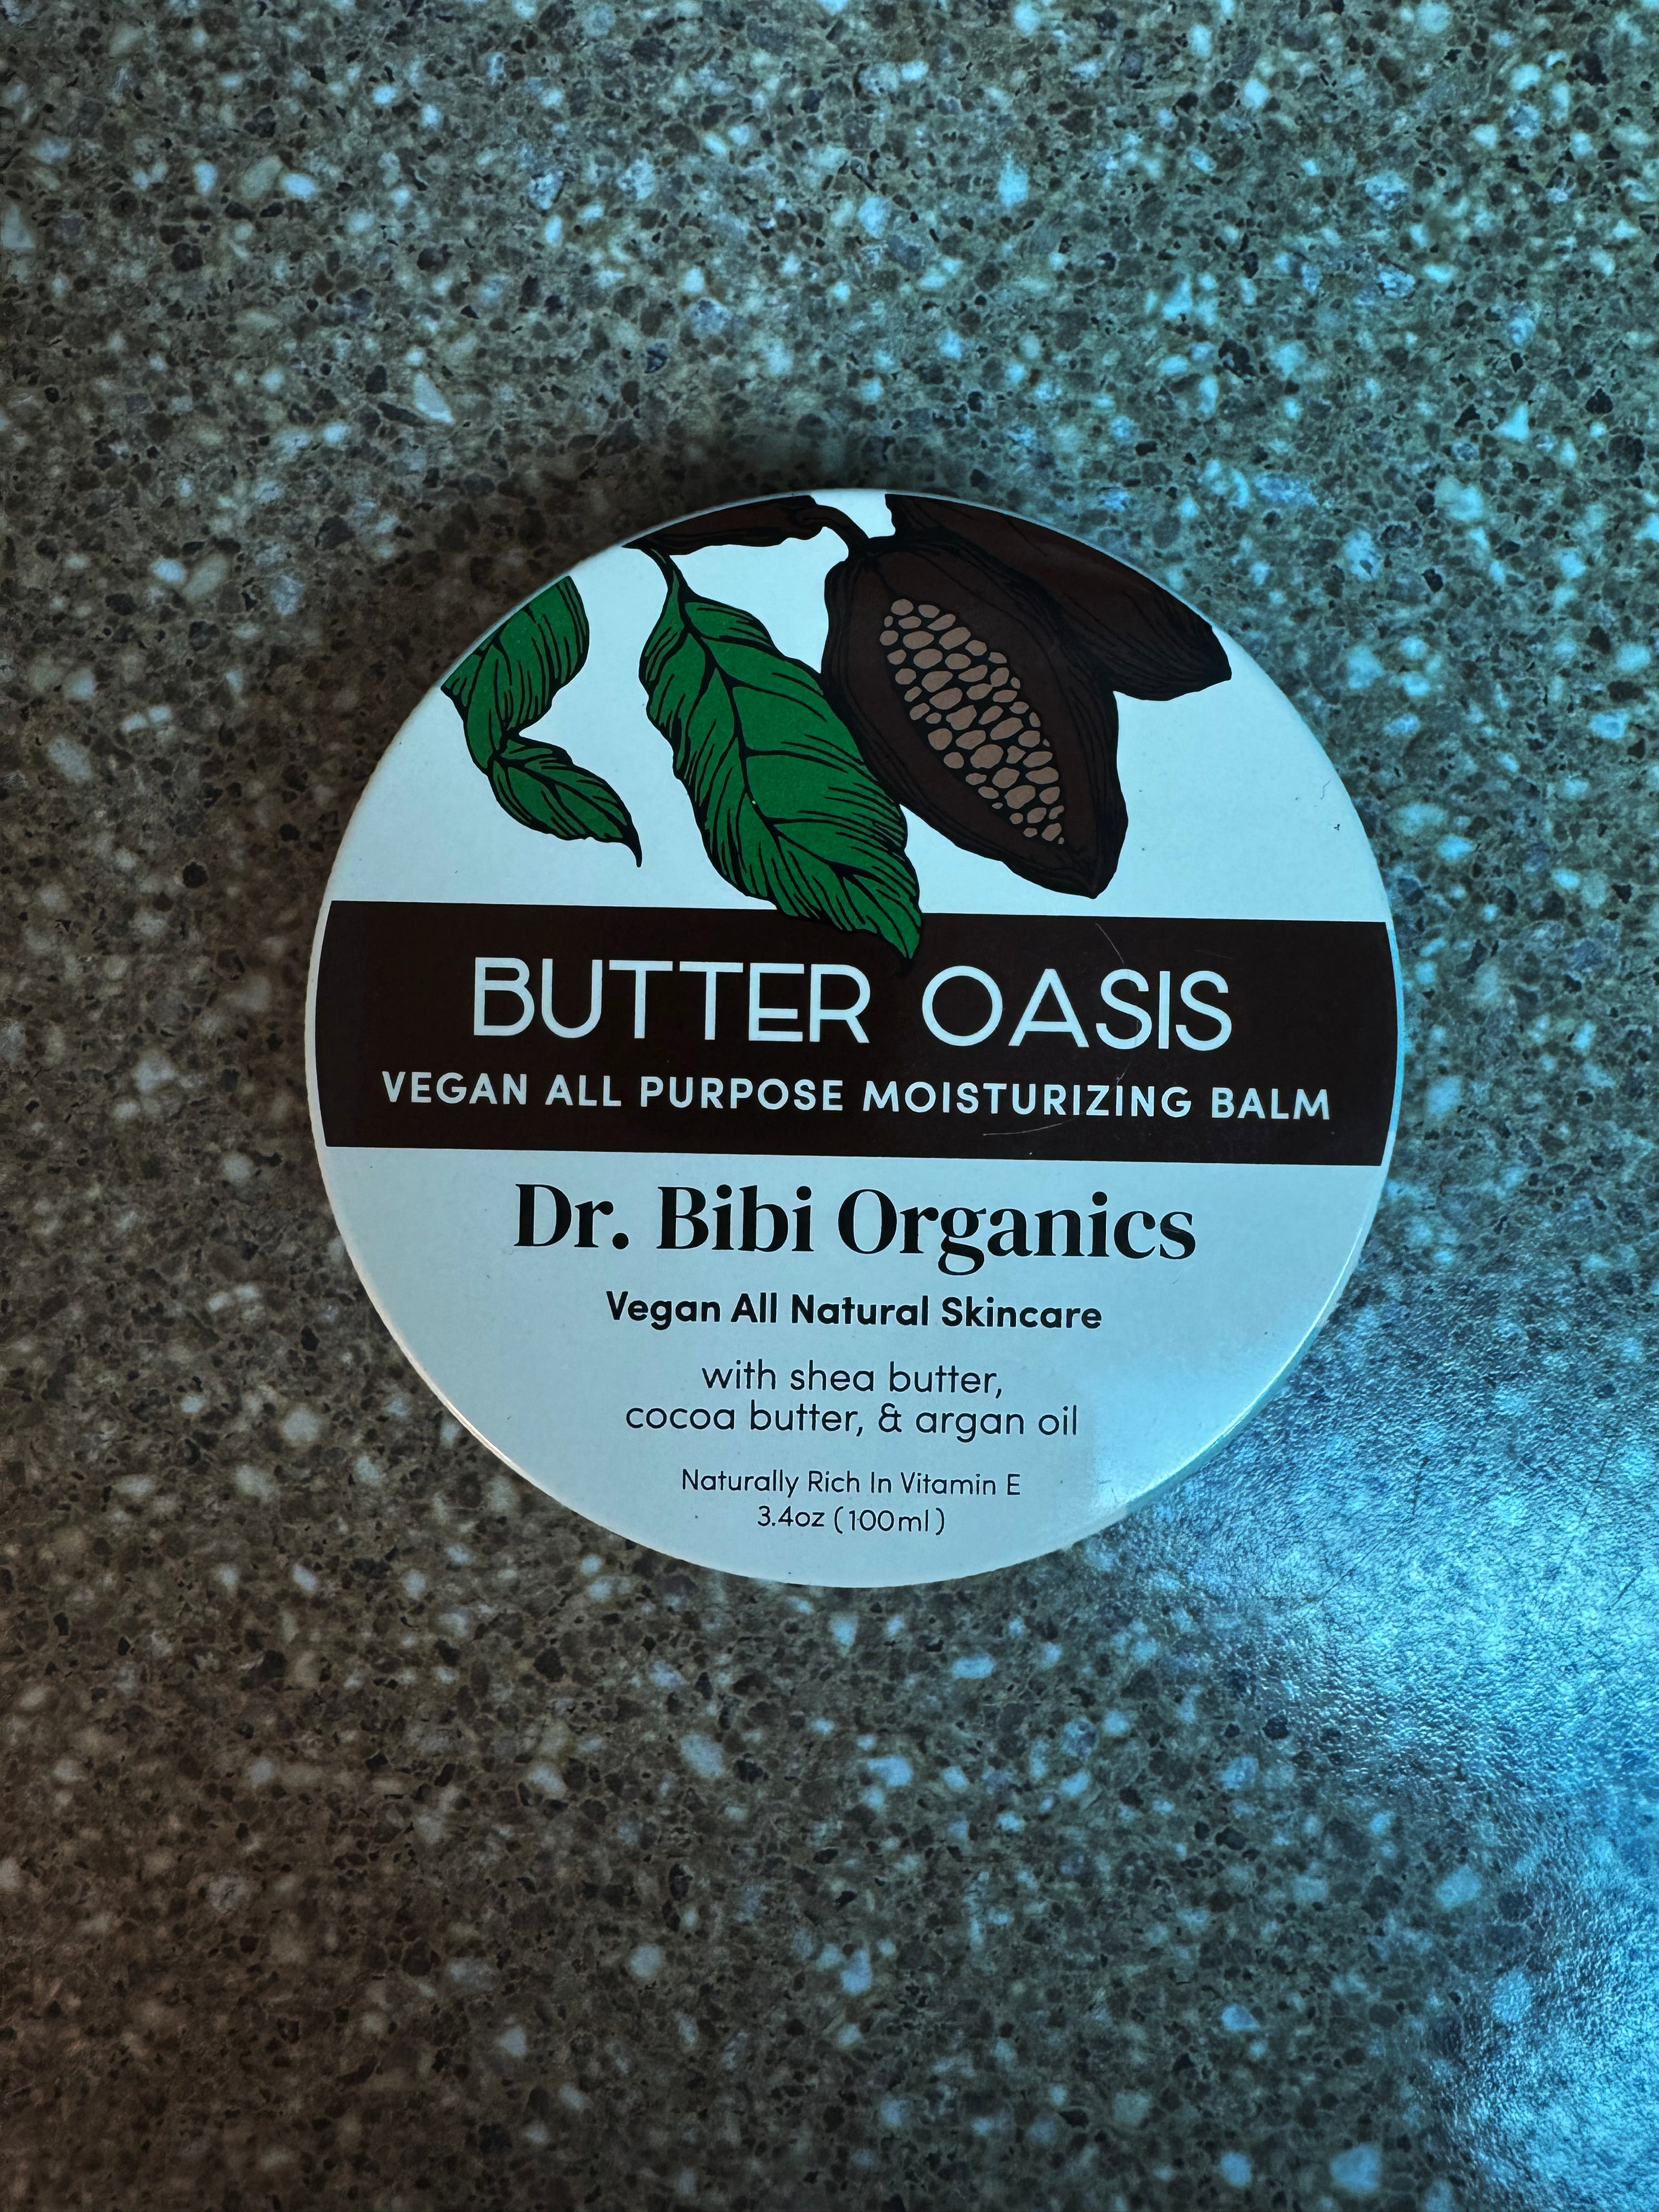 BUTTER OASIS
VEGAN ALL PURPOSE MOISTURIZING BALM
Dr. Bibi Organics
Vegan All Natural Skincare
with shea butter,
cocoa butter, & argan oil
Naturally Rich In Vitamin E
3.4oz (100ml)